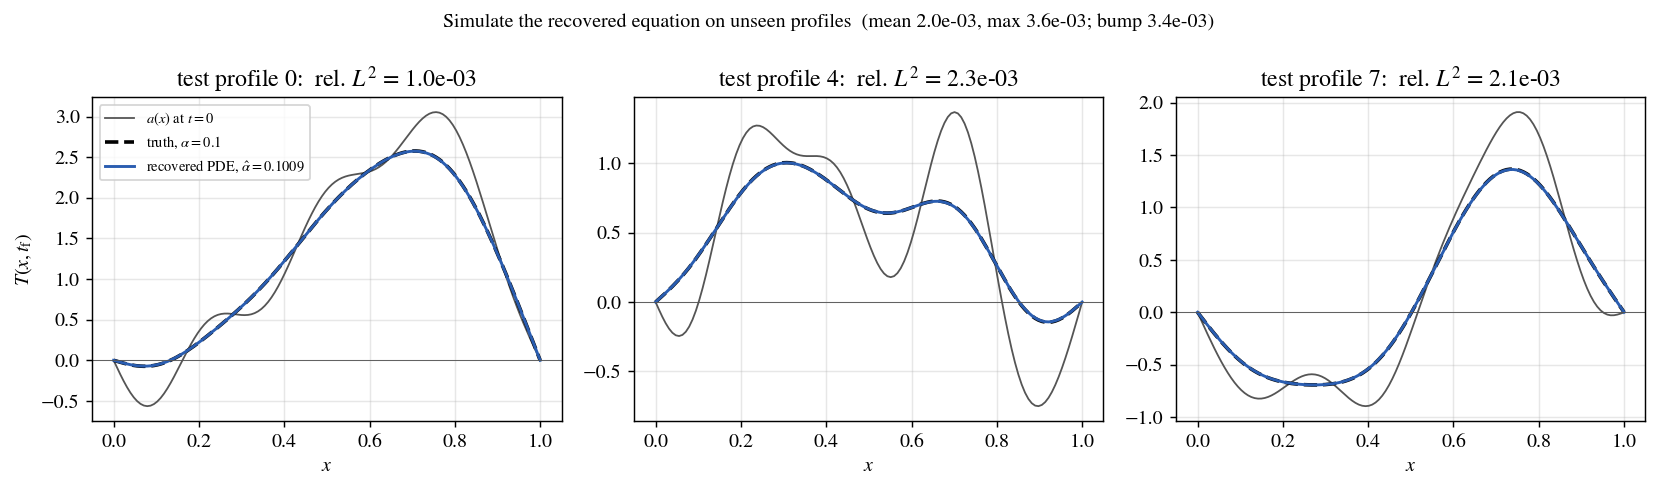 Simulate the recovered equation on unseen profiles (mean 2.0e-03, max 3.6e-03; bump 3.4e-03)
test profile 0: rel. L² = 1.0e-03
test profile 4: rel. L² = 2.3e-03
test profile 7: rel. L² = 2.1e-03
T(x, t_f)
3.0
2.5
2.0
1.5
1.0
0.5
0.0
−0.5
a(x) at t = 0
truth, α = 0.1
recovered PDE, α̂ = 0.1009
0.0 0.2 0.4 0.6 0.8 1.0
x
1.0
0.5
0.0
−0.5
0.0 0.2 0.4 0.6 0.8 1.0
x
2.0
1.5
1.0
0.5
0.0
−0.5
−1.0
0.0 0.2 0.4 0.6 0.8 1.0
x